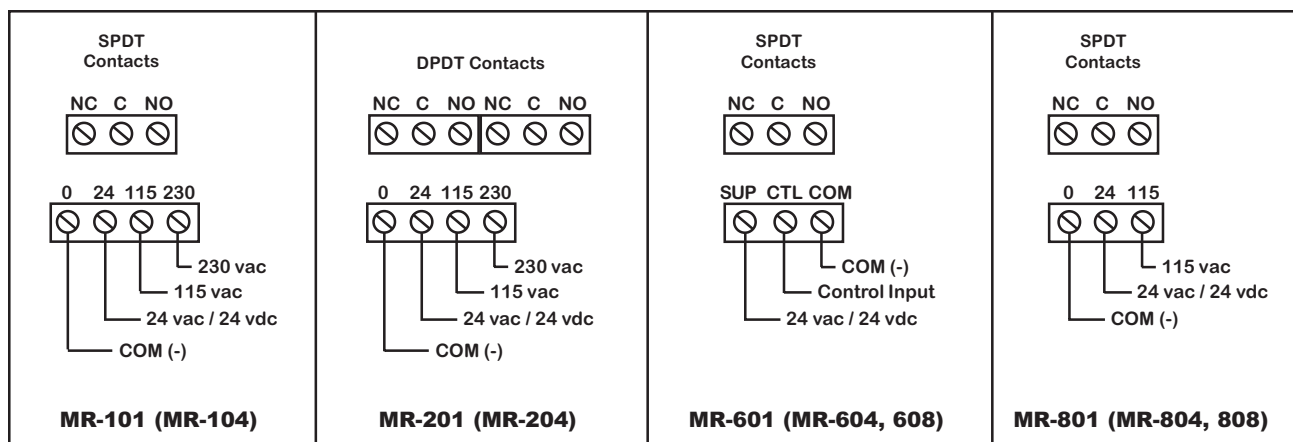 SPDT
Contacts
NC C NO
0 24 115 230
230 vac
115 vac
24 vac / 24 vdc
COM (-)
MR-101 (MR-104)
DPDT Contacts
NC C NO NC C NO
0 24 115 230
230 vac
115 vac
24 vac / 24 vdc
COM (-)
MR-201 (MR-204)
SPDT
Contacts
NC C NO
SUP CTL COM
COM (-)
Control Input
24 vac / 24 vdc
MR-601 (MR-604, 608)
SPDT
Contacts
NC C NO
0 24 115
115 vac
24 vac / 24 vdc
COM (-)
MR-801 (MR-804, 808)